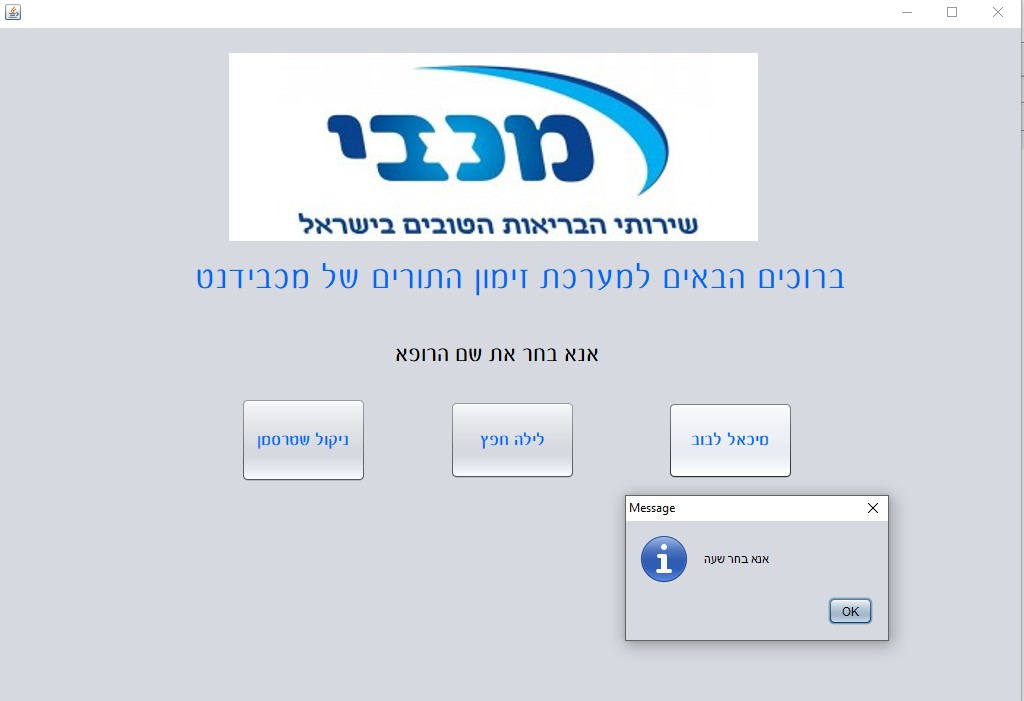 מכבי
שירותי הבריאות הטובים בישראל
ברוכים הבאים למערכת זימון התורים של מכבידנט
אנא בחר את שם הרופא
מיכאל לבוב
לילה חפץ
ניקול שטרסמן
Message
אנא בחר שעה
OK